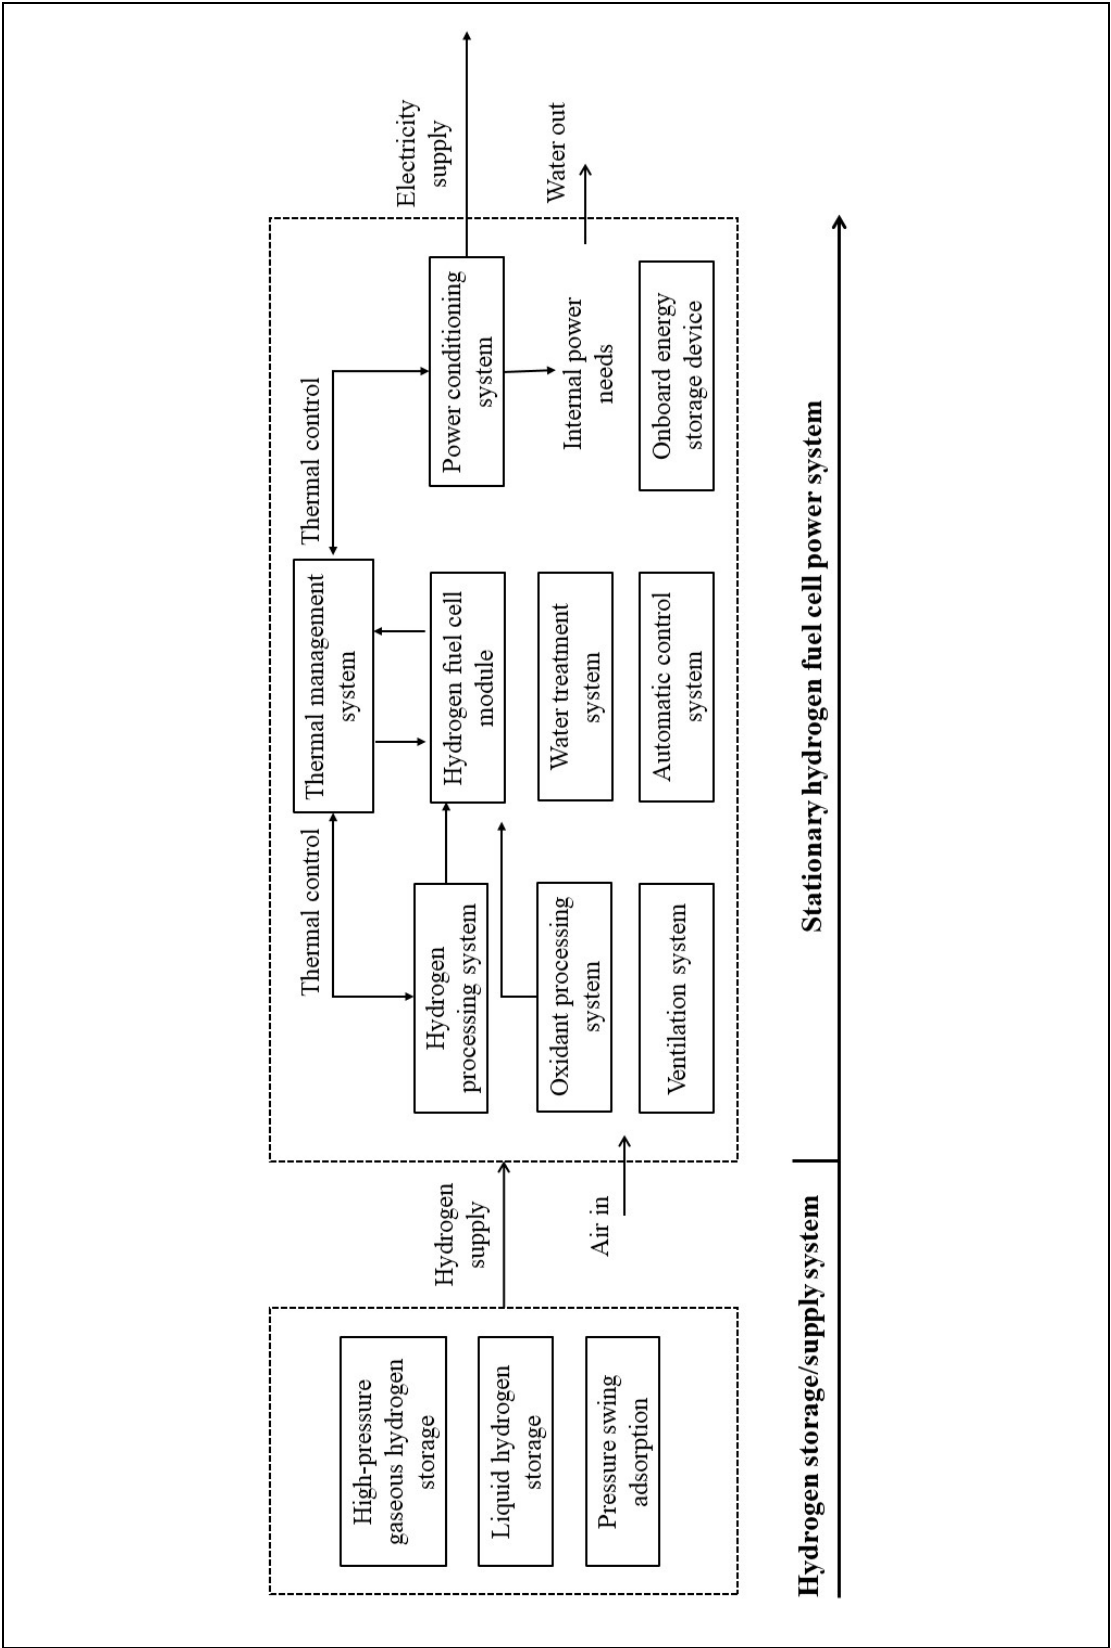 High-pressure
gaseous hydrogen
storage
Liquid hydrogen
storage
Pressure swing
adsorption
Hydrogen
supply
Air in
Thermal control
Thermal management
system
Thermal control
Hydrogen
processing system
Hydrogen fuel cell
module
Power conditioning
system
Electricity
supply
Oxidant processing
system
Water treatment
system
Internal power
needs
Water out
Ventilation system
Automatic control
system
Onboard energy
storage device
Hydrogen storage/supply system
Stationary hydrogen fuel cell power system